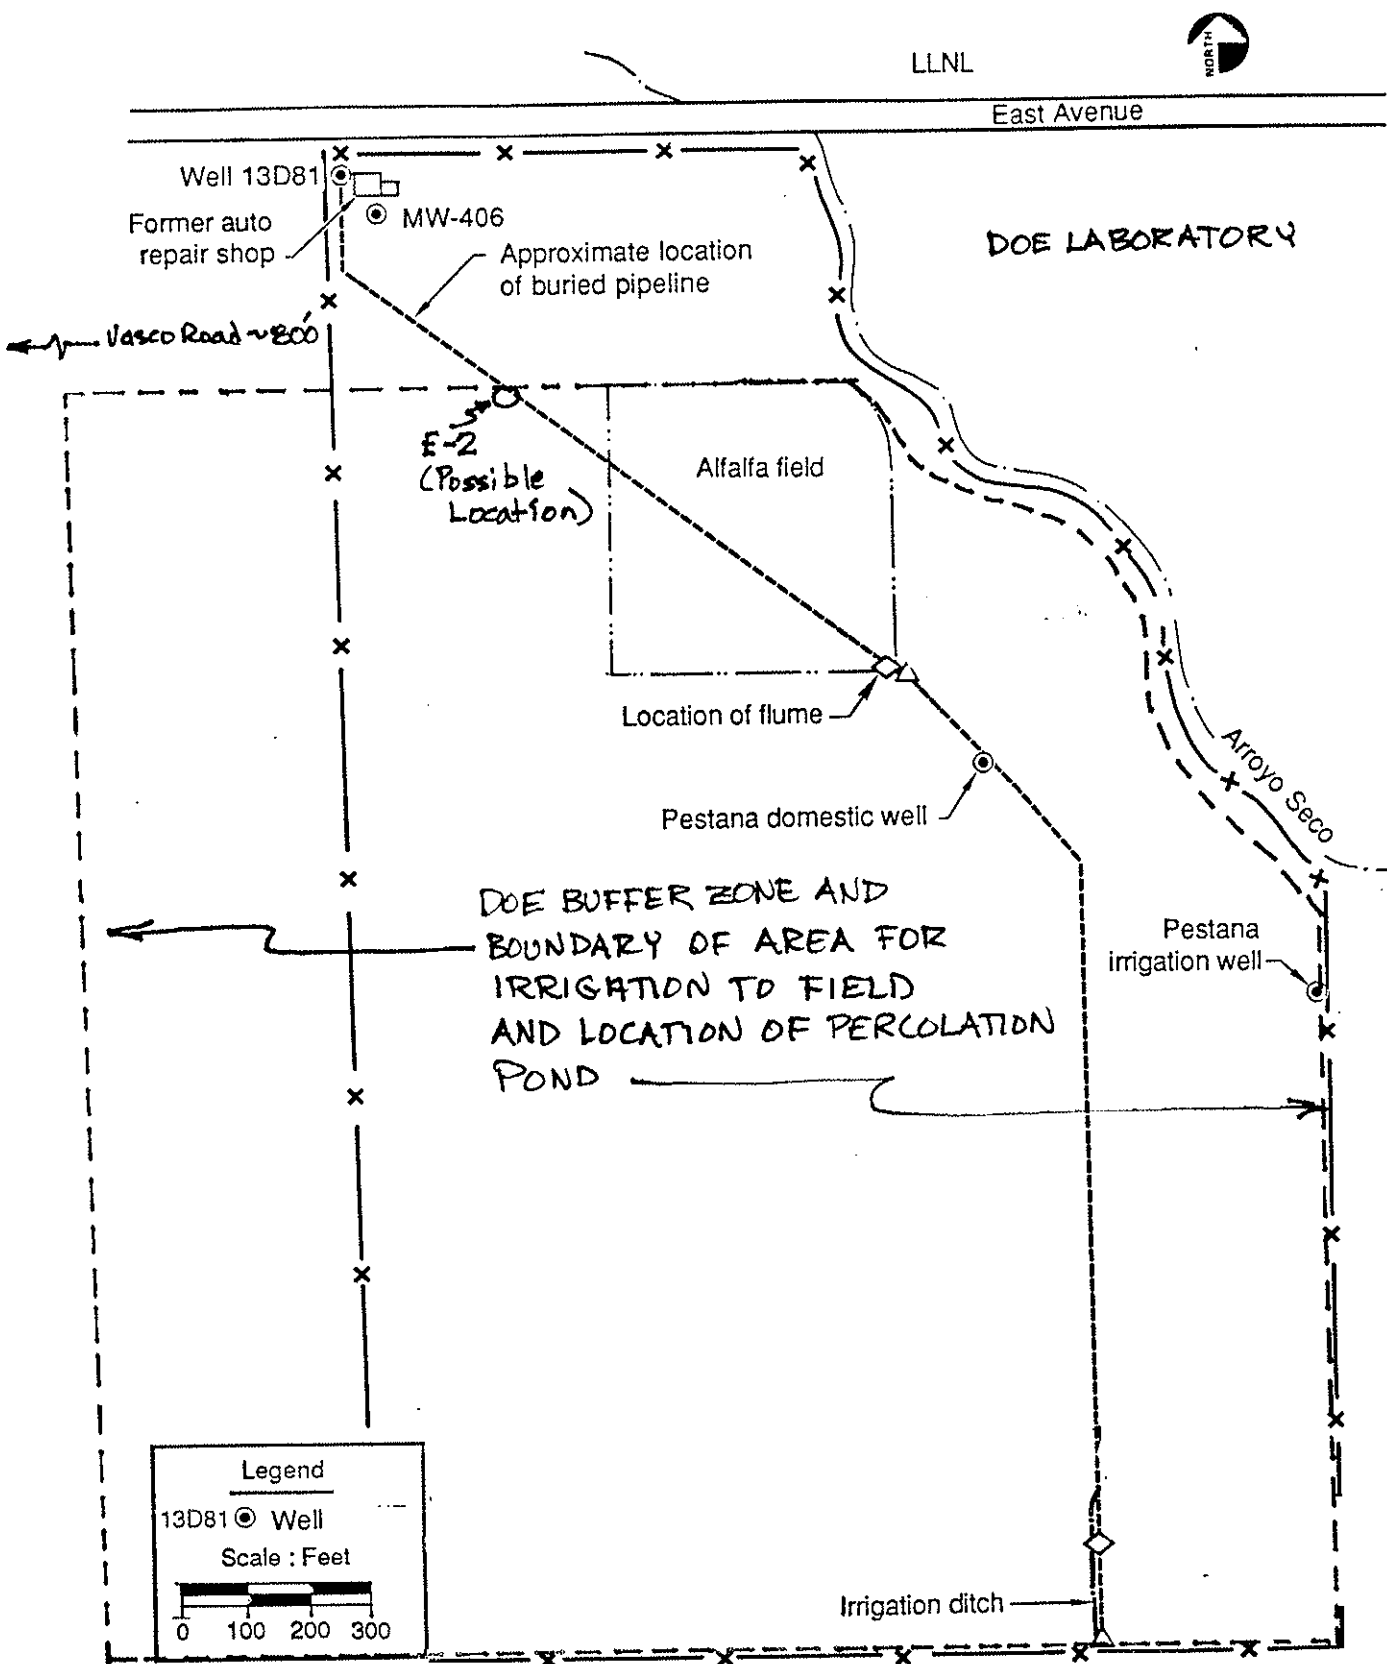 LLNL
NORTH
East Avenue
Well 13D81
Former auto
repair shop
MW-406
Approximate location
of buried pipeline
DOE LABORATORY
Vasco Road ~800'
E-2
(Possible
Location)
Alfalfa field
Location of flume
Arroyo Seco
Pestana domestic well
DOE BUFFER ZONE AND
BOUNDARY OF AREA FOR
IRRIGATION TO FIELD
AND LOCATION OF PERCOLATION
POND
Pestana
irrigation well
Legend
13D81 Well
Scale : Feet
0 100 200 300
Irrigation ditch